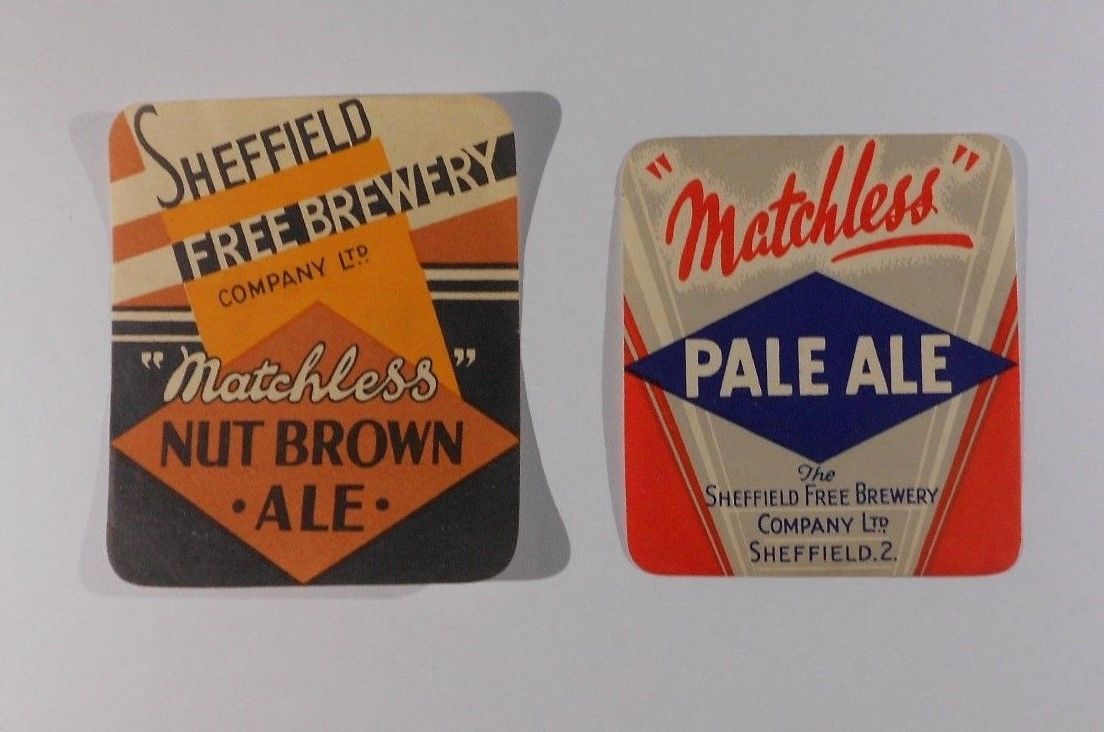 SHEFFIELD
FREE BREWERY
COMPANY LTD
"Matchless"
NUT BROWN
• ALE •
"Matchless"
PALE ALE
The
SHEFFIELD FREE BREWERY
COMPANY LTD
SHEFFIELD.2.